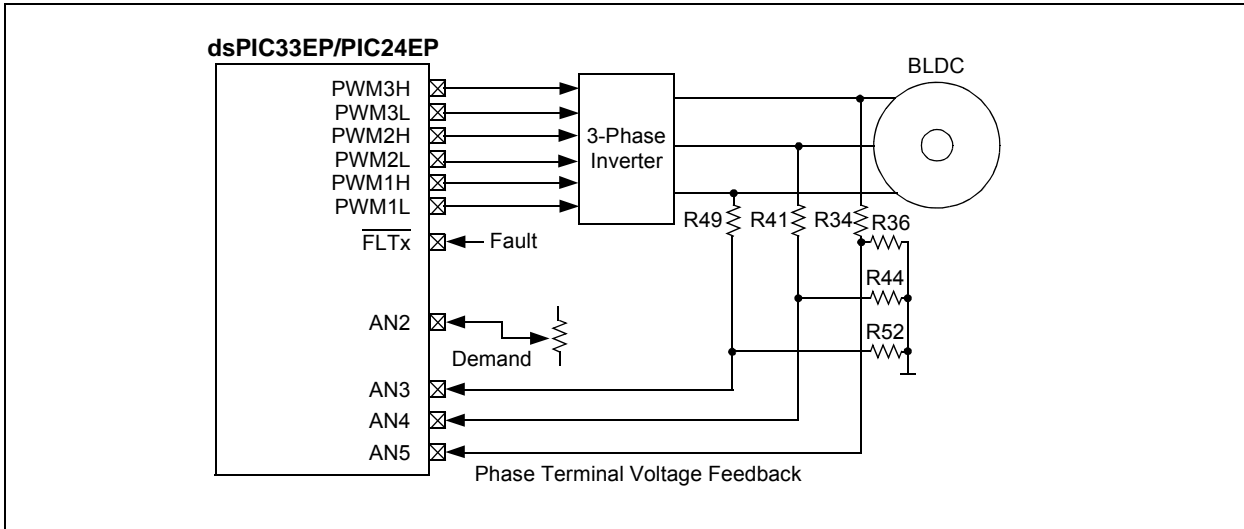 dsPIC33EP/PIC24EP
BLDC
PWM3H
PWM3L
PWM2H
PWM2L
PWM1H
PWM1L
3-Phase
Inverter
R49
R41
R34
R36
FLTx
Fault
R44
AN2
Demand
R52
AN3
AN4
AN5
Phase Terminal Voltage Feedback